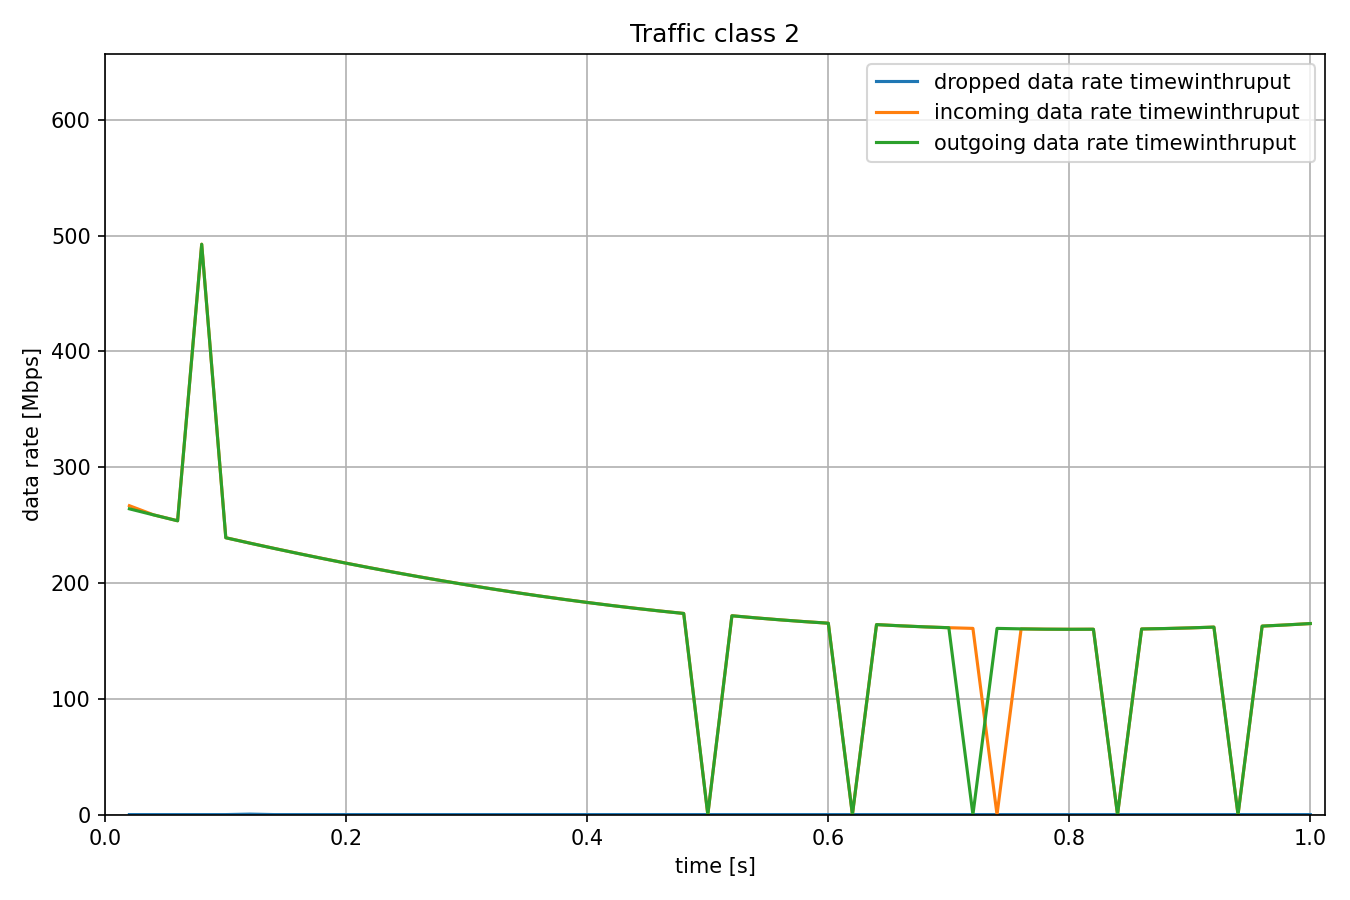 Traffic class 2
dropped data rate timewinthruput
incoming data rate timewinthruput
outgoing data rate timewinthruput
600
500
400
300
200
100
0
data rate [Mbps]
0.0 0.2 0.4 0.6 0.8 1.0
time [s]